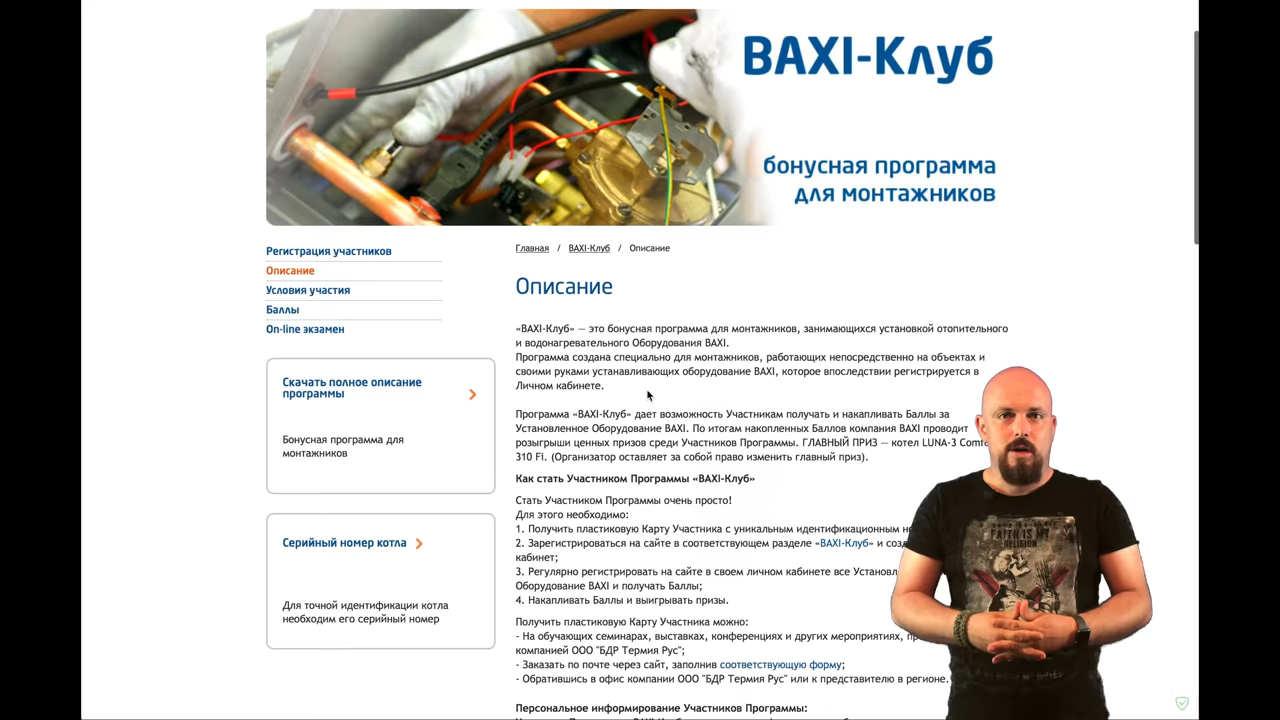 BAXI-Клуб
бонусная программа
для монтажников
Регистрация участников
Описание
Условия участия
Баллы
On-line экзамен
Скачать полное описание
программы
Бонусная программа для
монтажников
Серийный номер котла
Для точной идентификации котла
необходим его серийный номер
Главная / BAXI-Клуб / Описание
Описание
«BAXI-Клуб» — это бонусная программа для монтажников, занимающихся установкой отопительного
и водонагревательного Оборудования BAXI.
Программа создана специально для монтажников, работающих непосредственно на объектах и
своими руками устанавливающих оборудование BAXI, которое впоследствии регистрируется в
Личном кабинете.
Программа «BAXI-Клуб» дает возможность Участникам получать и накапливать Баллы за
Установленное Оборудование BAXI. По итогам накопленных Баллов компания BAXI проводит
розыгрыши ценных призов среди Участников Программы. ГЛАВНЫЙ ПРИЗ — котел LUNA-3
310 Fi. (Организатор оставляет за собой право изменить главный приз).
Как стать Участником Программы «BAXI-Клуб»
Стать Участником Программы очень просто!
Для этого необходимо:
1. Получить пластиковую Карту Участника с уникальным идентификационным
2. Зарегистрироваться на сайте в соответствующем разделе «BAXI-Клуб» и
кабинет;
3. Регулярно регистрировать на сайте в своем личном кабинете все
Оборудование BAXI и получать Баллы;
4. Накапливать Баллы и выигрывать призы.
Получить пластиковую Карту Участника можно:
- На обучающих семинарах, выставках, конференциях и других мероприятиях,
компанией ООО "БДР Термия Рус";
- Заказать по почте через сайт, заполнив соответствующую форму;
- Обратившись в офис компании ООО "БДР Термия Рус" или к представителю в регионе.
Персональное информирование Участников Программы:
FAITH IS MY
RELIGION